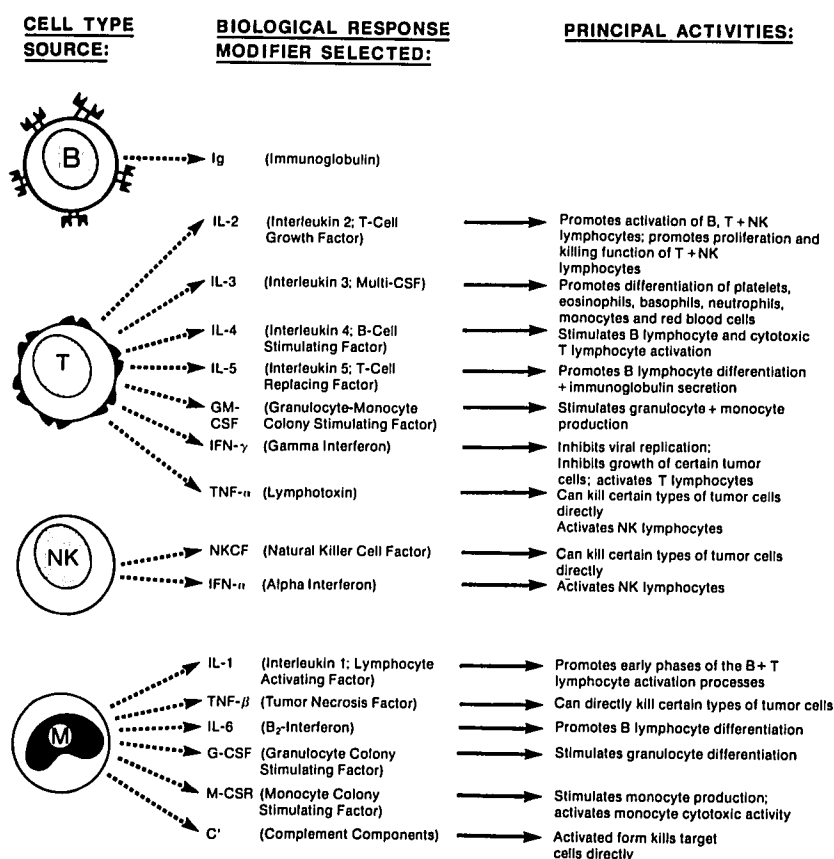 CELL TYPE SOURCE:
BIOLOGICAL RESPONSE MODIFIER SELECTED:
PRINCIPAL ACTIVITIES:
B
Ig (Immunoglobulin)
T
IL-2 (Interleukin 2; T-Cell
Growth Factor)
Promotes activation of B, T + NK
lymphocytes; promotes proliferation and
killing function of T + NK
lymphocytes
IL-3 (Interleukin 3; Multi-CSF)
Promotes differentiation of platelets,
eosinophils, basophils, neutrophils,
monocytes and red blood cells
IL-4 (Interleukin 4; B-Cell
Stimulating Factor)
Stimulates B lymphocyte and cytotoxic
T lymphocyte activation
IL-5 (Interleukin 5; T-Cell
Replacing Factor)
Promotes B lymphocyte differentiation
+ immunoglobulin secretion
GM- (Granulocyte-Monocyte
CSF Colony Stimulating Factor)
Stimulates granulocyte + monocyte
production
IFN-γ (Gamma Interferon)
Inhibits viral replication;
Inhibits growth of certain tumor
cells; activates T lymphocytes
TNF-α (Lymphotoxin)
Can kill certain types of tumor cells
directly
Activates NK lymphocytes
NK
NKCF (Natural Killer Cell Factor)
Can kill certain types of tumor cells
directly
IFN-α (Alpha Interferon)
Activates NK lymphocytes
M
IL-1 (Interleukin 1; Lymphocyte
Activating Factor)
Promotes early phases of the B + T
lymphocyte activation processes
TNF-β (Tumor Necrosis Factor)
Can directly kill certain types of tumor cells
IL-6 (B₂-Interferon)
Promotes B lymphocyte differentiation
G-CSF (Granulocyte Colony
Stimulating Factor)
Stimulates granulocyte differentiation
M-CSR (Monocyte Colony
Stimulating Factor)
Stimulates monocyte production;
activates monocyte cytotoxic activity
C' (Complement Components)
Activated form kills target
cells directly